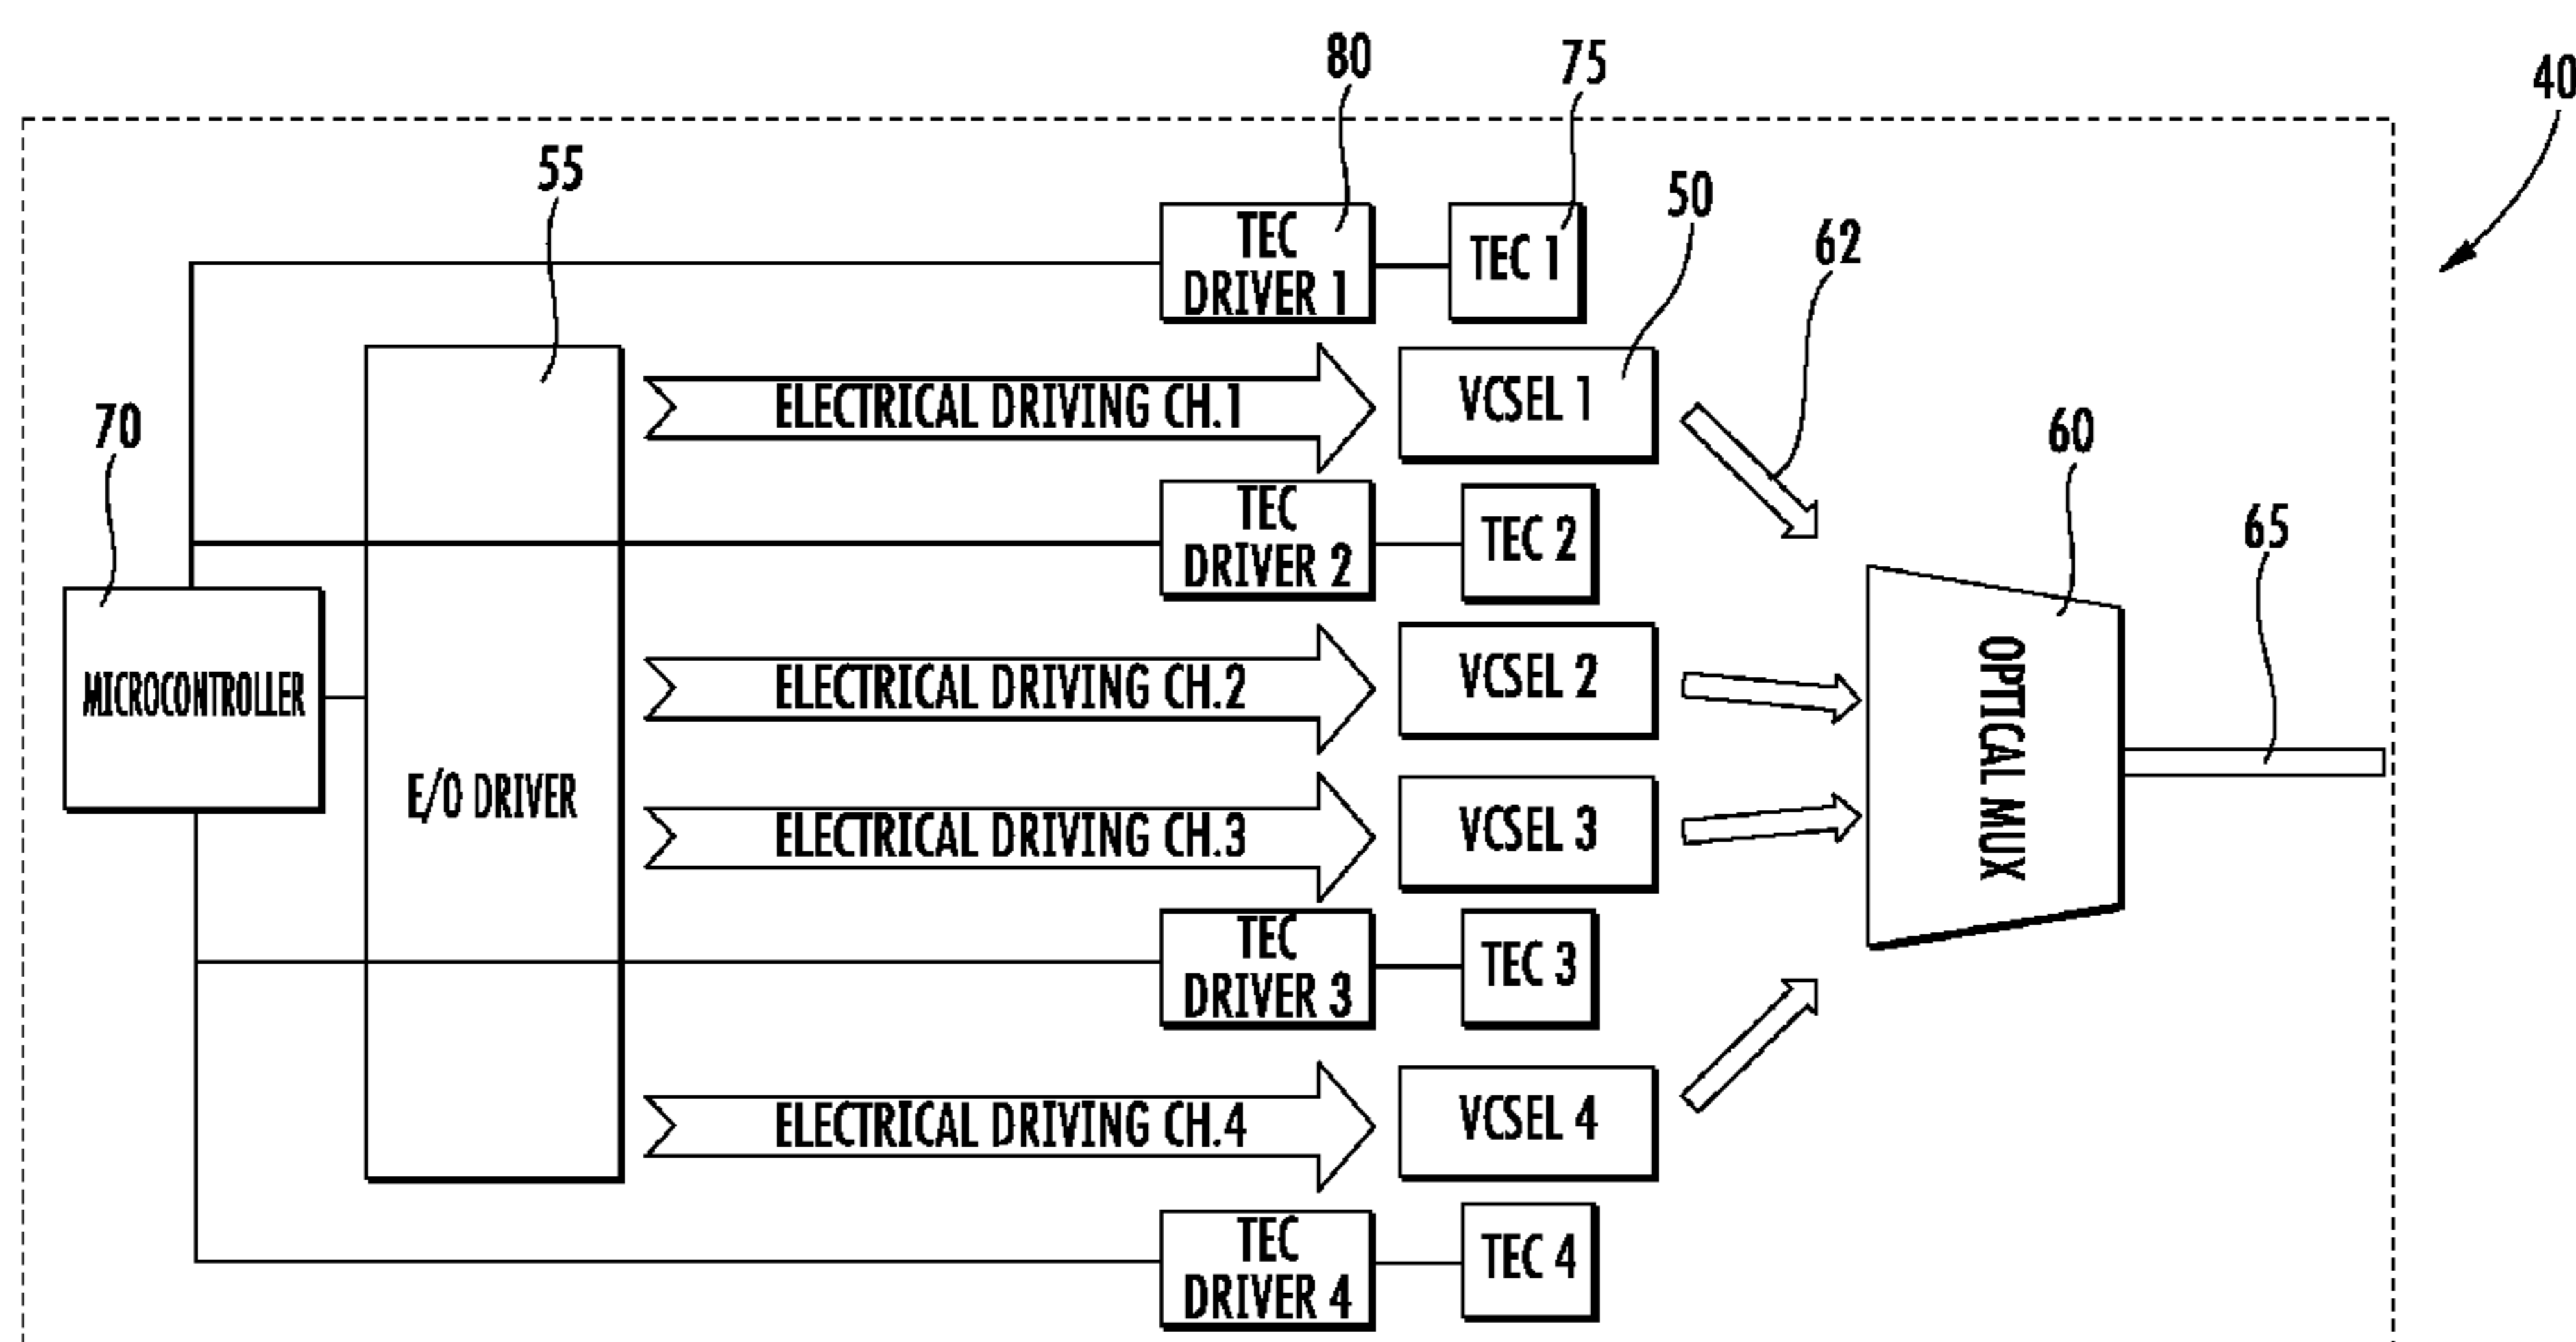 80
75
40
55
50
62
TEC
DRIVER 1
TEC 1
70
ELECTRICAL DRIVING CH.1
VCSEL 1
60
65
TEC
DRIVER 2
TEC 2
MICROCONTROLLER
E/O DRIVER
ELECTRICAL DRIVING CH.2
VCSEL 2
OPTICAL MUX
ELECTRICAL DRIVING CH.3
VCSEL 3
TEC
DRIVER 3
TEC 3
ELECTRICAL DRIVING CH.4
VCSEL 4
TEC
DRIVER 4
TEC 4